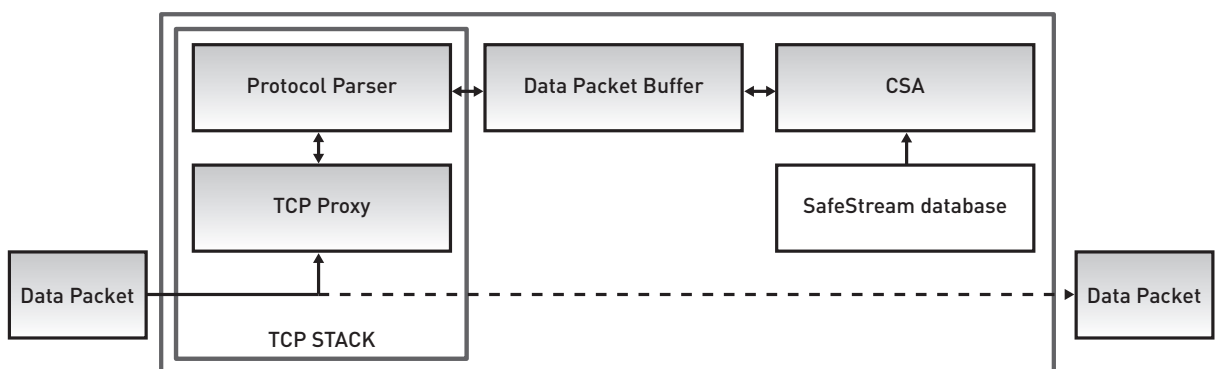 Protocol Parser
Data Packet Buffer
CSA
TCP Proxy
SafeStream database
Data Packet
Data Packet
TCP STACK